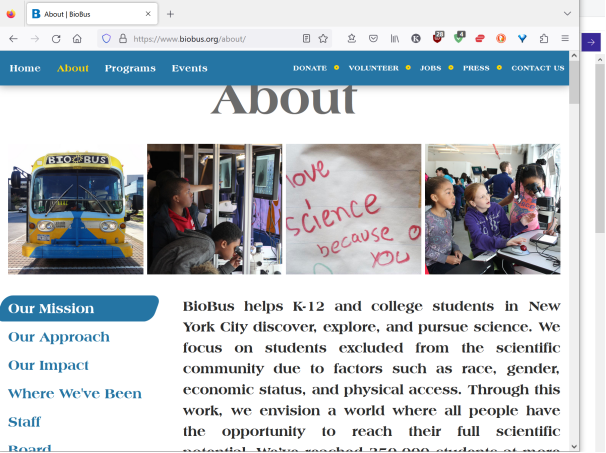 About | BioBus
https://www.biobus.org/about/
28
4
Home About Programs Events DONATE VOLUNTEER JOBS PRESS CONTACT US
About
BIO BUS
love
science
because
you
Our Mission
Our Approach
Our Impact
Where We've Been
Staff
Board
BioBus helps K-12 and college students in New
York City discover, explore, and pursue science. We
focus on students excluded from the scientific
community due to factors such as race, gender,
economic status, and physical access. Through this
work, we envision a world where all people have
the opportunity to reach their full scientific
potential. We've reached 350,000 students at more